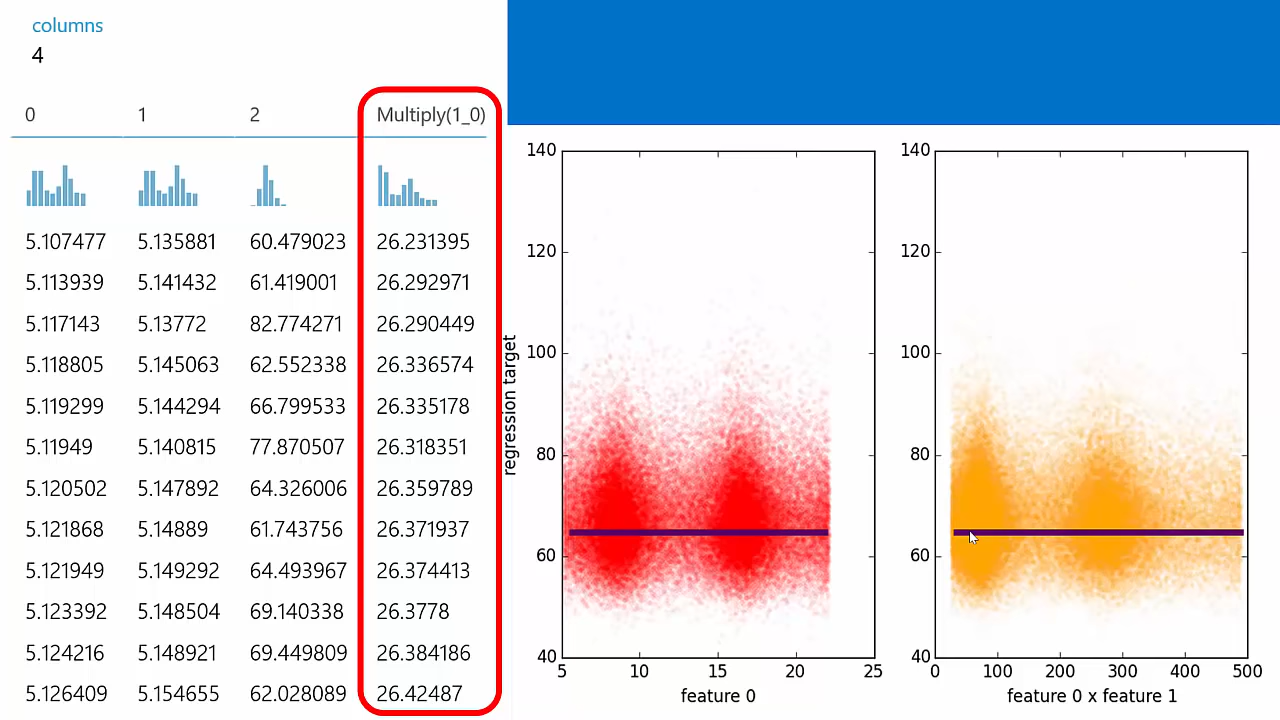 columns
4
0 1 2 Multiply(1_0)
5.107477 5.135881 60.479023 26.231395
5.113939 5.141432 61.419001 26.292971
5.117143 5.13772 82.774271 26.290449
5.118805 5.145063 62.552338 26.336574
5.119299 5.144294 66.799533 26.335178
5.11949 5.140815 77.870507 26.318351
5.120502 5.147892 64.326006 26.359789
5.121868 5.14889 61.743756 26.371937
5.121949 5.149292 64.493967 26.374413
5.123392 5.148504 69.140338 26.3778
5.124216 5.148921 69.449809 26.384186
5.126409 5.154655 62.028089 26.42487
regression target
140
120
100
80
60
40
5 10 15 20 25
feature 0
140
120
100
80
60
40
0 100 200 300 400 500
feature 0 x feature 1